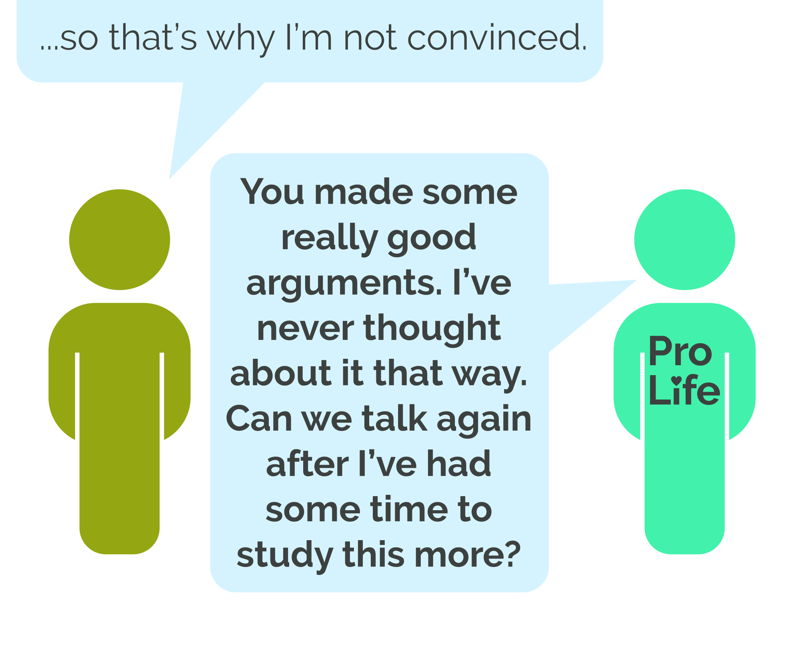 ...so that’s why I’m not convinced.
You made some
really good
arguments. I’ve
never thought
about it that way.
Can we talk again
after I’ve had
some time to
study this more?
Pro
Life